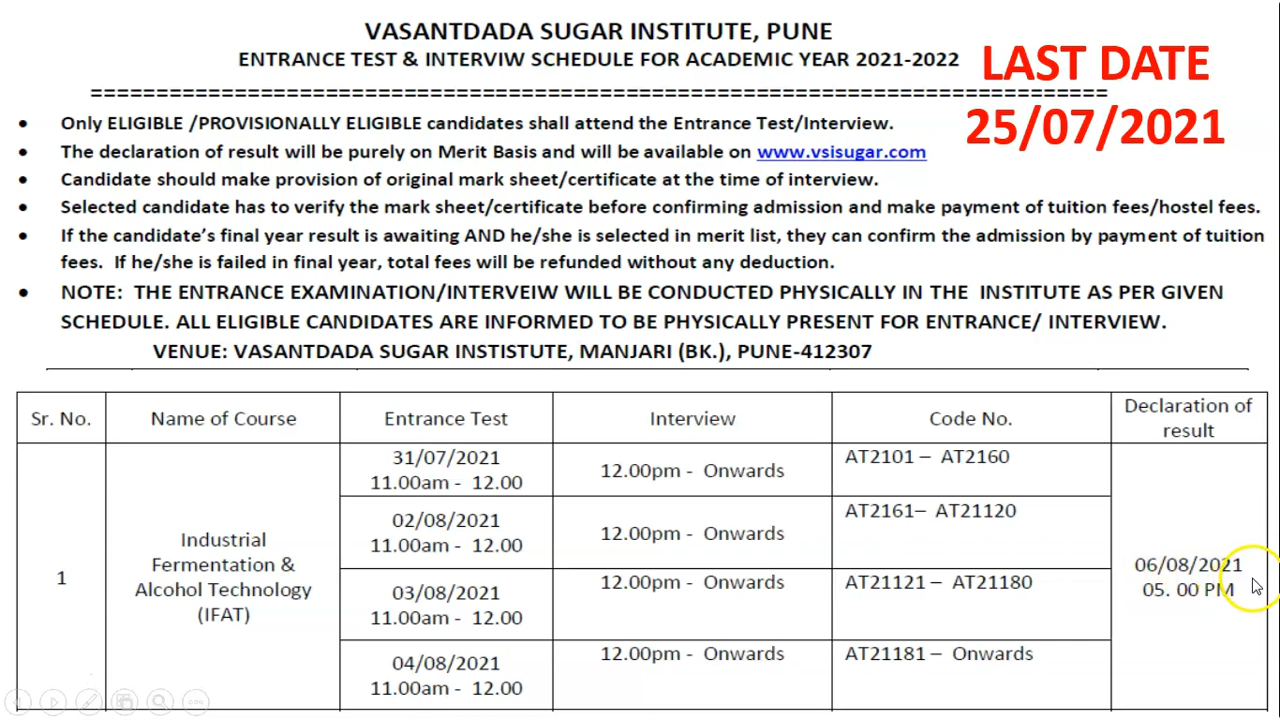 VASANTDADA SUGAR INSTITUTE, PUNE
ENTRANCE TEST & INTERVIW SCHEDULE FOR ACADEMIC YEAR 2021-2022
LAST DATE
25/07/2021
==============================================================================
• Only ELIGIBLE /PROVISIONALLY ELIGIBLE candidates shall attend the Entrance Test/Interview.
• The declaration of result will be purely on Merit Basis and will be available on www.vsisugar.com
• Candidate should make provision of original mark sheet/certificate at the time of interview.
• Selected candidate has to verify the mark sheet/certificate before confirming admission and make payment of tuition fees/hostel fees.
• If the candidate's final year result is awaiting AND he/she is selected in merit list, they can confirm the admission by payment of tuition
fees. If he/she is failed in final year, total fees will be refunded without any deduction.
• NOTE: THE ENTRANCE EXAMINATION/INTERVEIW WILL BE CONDUCTED PHYSICALLY IN THE INSTITUTE AS PER GIVEN
SCHEDULE. ALL ELIGIBLE CANDIDATES ARE INFORMED TO BE PHYSICALLY PRESENT FOR ENTRANCE/ INTERVIEW.
VENUE: VASANTDADA SUGAR INSTISTUTE, MANJARI (BK.), PUNE-412307
Sr. No. Name of Course Entrance Test Interview Code No. Declaration of
result
1
Industrial
Fermentation &
Alcohol Technology
(IFAT)
31/07/2021
11.00am - 12.00
12.00pm - Onwards
AT2101 – AT2160
02/08/2021
11.00am - 12.00
12.00pm - Onwards
AT2161– AT21120
03/08/2021
11.00am - 12.00
12.00pm - Onwards
AT21121 – AT21180
04/08/2021
11.00am - 12.00
12.00pm - Onwards
AT21181 – Onwards
06/08/2021
05. 00 PM